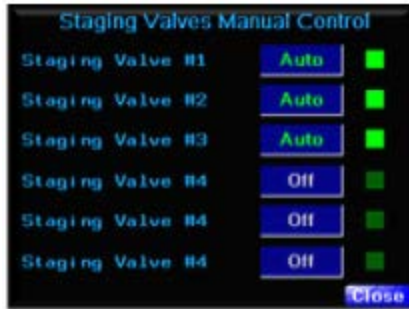 Staging Valves Manual Control
Staging Valve #1 Auto
Staging Valve #2 Auto
Staging Valve #3 Auto
Staging Valve #4 Off
Staging Valve #4 Off
Staging Valve #4 Off
Close